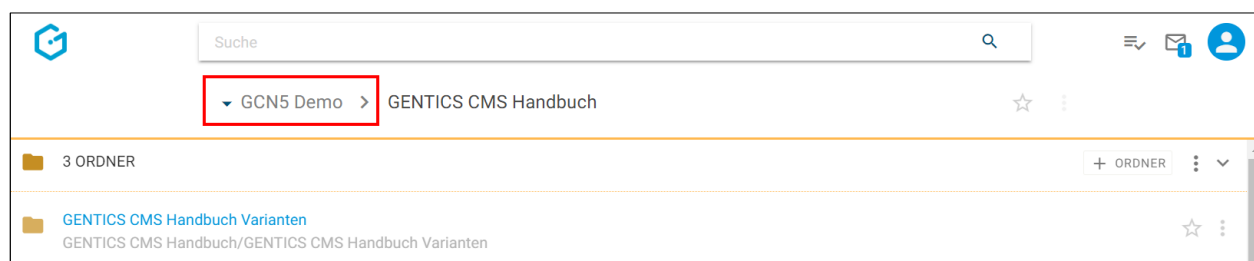 Suche
1
GCN5 Demo > GENTICS CMS Handbuch
3 ORDNER
+ ORDNER
GENTICS CMS Handbuch Varianten
GENTICS CMS Handbuch/GENTICS CMS Handbuch Varianten